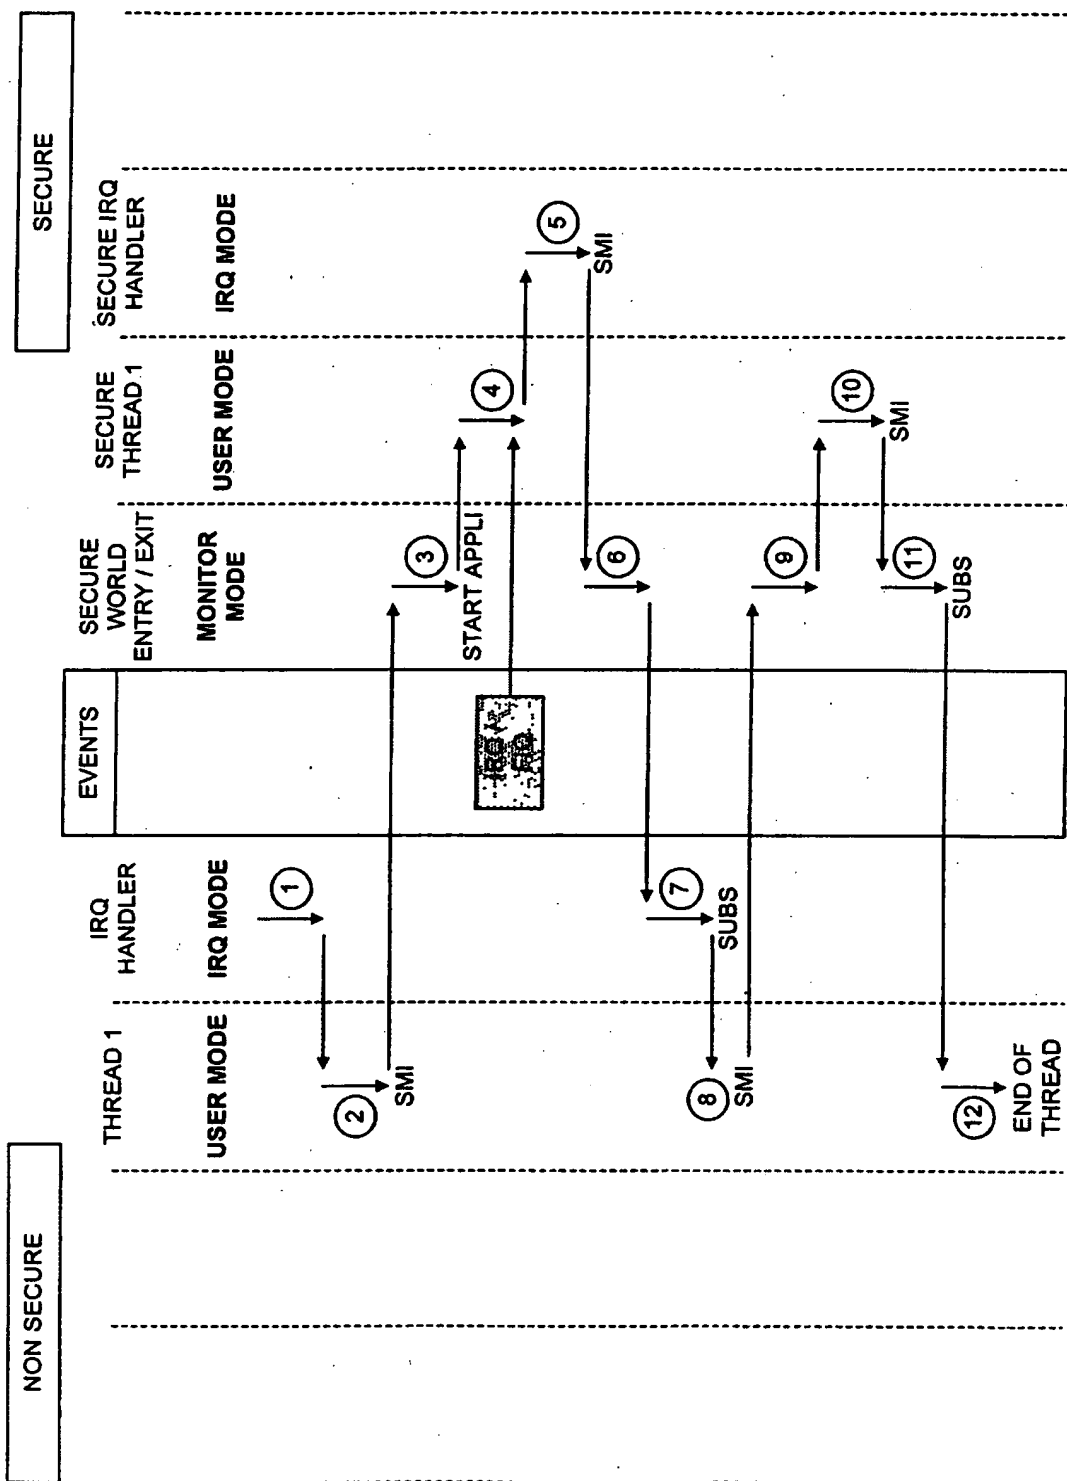 NON SECURE
SECURE
THREAD 1
USER MODE
IRQ
HANDLER
IRQ MODE
EVENTS
SECURE
WORLD
ENTRY / EXIT
MONITOR
MODE
SECURE
THREAD 1
USER MODE
SECURE IRQ
HANDLER
IRQ MODE
1
2
SMI
3
START APPLI
4
IRQ
5
SMI
6
7
SUBS
8
SMI
9
10
SMI
11
SUBS
12
END OF
THREAD